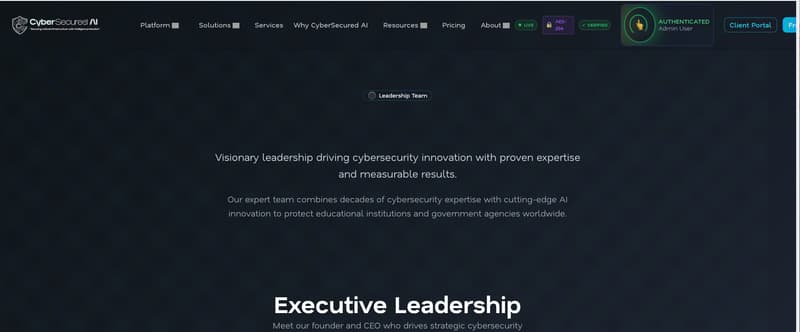 CyberSecured AI
Platform
Solutions
Services
Why CyberSecured AI
Resources
Pricing
About
LIVE
AES-
256
✓ VERIFIED
AUTHENTICATED
Admin User
Client Portal
Leadership Team
Visionary leadership driving cybersecurity innovation with proven expertise
and measurable results.
Our expert team combines decades of cybersecurity expertise with cutting-edge AI
innovation to protect educational institutions and government agencies worldwide.
Executive Leadership
Meet our founder and CEO who drives strategic cybersecurity